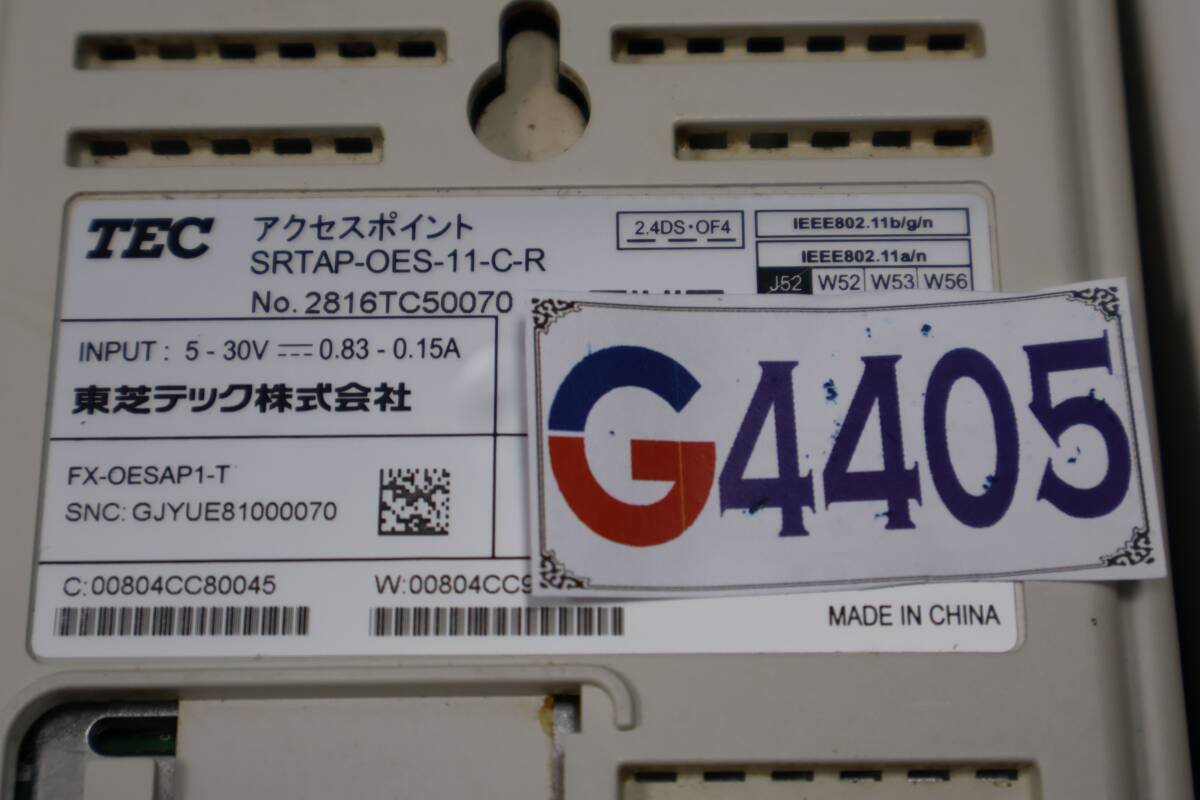 TEC
アクセスポイント
SRTAP-OES-11-C-R
No. 2816TC50070
2.4DS・OF4
IEEE802.11b/g/n
IEEE802.11a/n
J52 W52 W53 W56
INPUT : 5 - 30V ⎓ 0.83 - 0.15A
東芝テック株式会社
FX-OESAP1-T
SNC: GJYUE81000070
G4405
C:00804CC80045
W:00804CC9
MADE IN CHINA